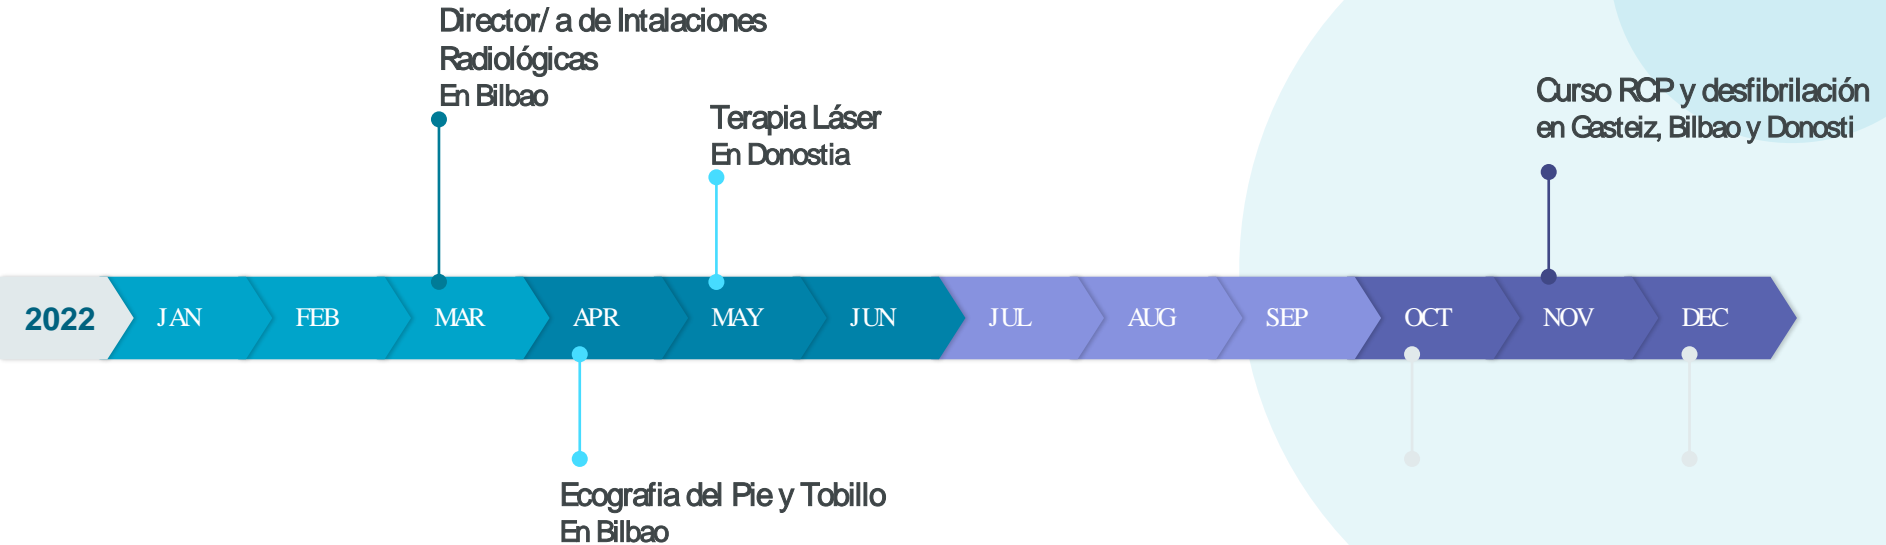 Director/ a de Intalaciones
Radiológicas
En Bilbao
Terapia Láser
En Donostia
Curso RCP y desfibrilación
en Gasteiz, Bilbao y Donosti
2022
JAN
FEB
MAR
APR
MAY
JUN
JUL
AUG
SEP
OCT
NOV
DEC
Ecografia del Pie y Tobillo
En Bilbao